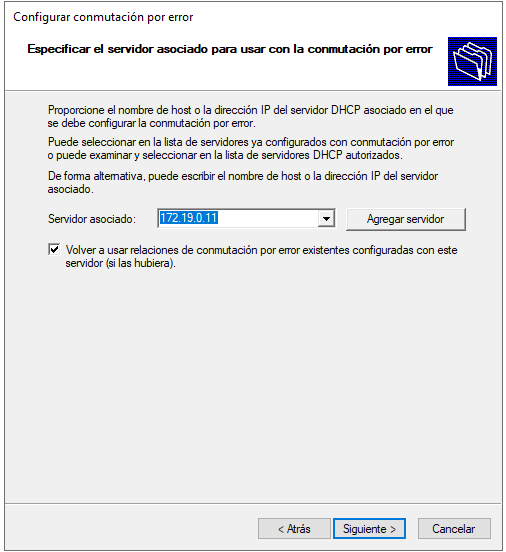 Configurar conmutación por error
Especificar el servidor asociado para usar con la conmutación por error
Proporcione el nombre de host o la dirección IP del servidor DHCP asociado en el que
se debe configurar la conmutación por error.
Puede seleccionar en la lista de servidores ya configurados con conmutación por error
o puede examinar y seleccionar en la lista de servidores DHCP autorizados.
De forma alternativa, puede escribir el nombre de host o la dirección IP del servidor
asociado.
Servidor asociado: 172.19.0.11 Agregar servidor
Volver a usar relaciones de conmutación por error existentes configuradas con este
servidor (si las hubiera).
< Atrás Siguiente > Cancelar